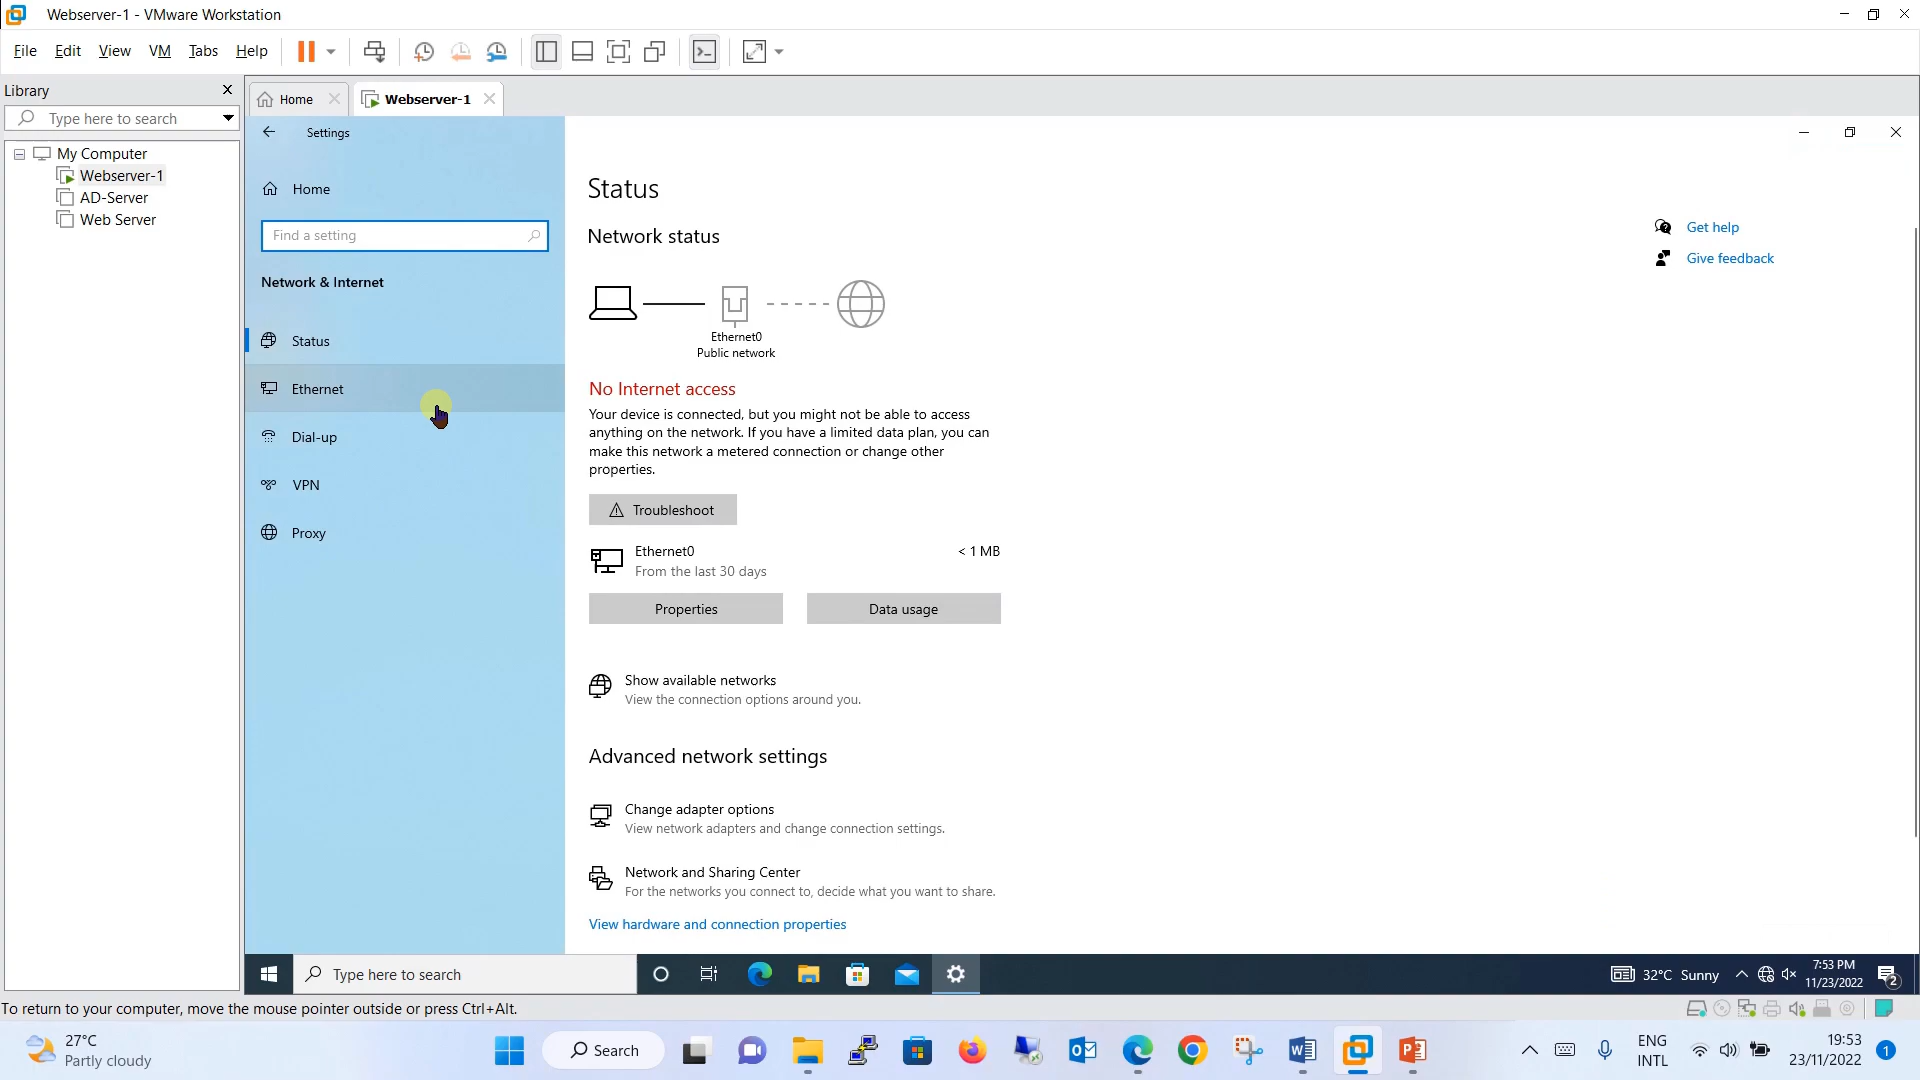 Webserver-1 - VMware Workstation
File Edit View VM Tabs Help
Library
Type here to search
My Computer
Webserver-1
AD-Server
Web Server
Home
Webserver-1
Settings
Home
Find a setting
Network & Internet
Status
Ethernet
Dial-up
VPN
Proxy
Status
Network status
Ethernet0
Public network
No Internet access
Your device is connected, but you might not be able to access
anything on the network. If you have a limited data plan, you can
make this network a metered connection or change other
properties.
Troubleshoot
Ethernet0 < 1 MB
From the last 30 days
Properties Data usage
Show available networks
View the connection options around you.
Advanced network settings
Change adapter options
View network adapters and change connection settings.
Network and Sharing Center
For the networks you connect to, decide what you want to share.
View hardware and connection properties
Get help
Give feedback
Type here to search
32°C Sunny
7:53 PM
11/23/2022
2
To return to your computer, move the mouse pointer outside or press Ctrl+Alt.
27°C
Partly cloudy
Search
ENG
INTL
19:53
23/11/2022
1